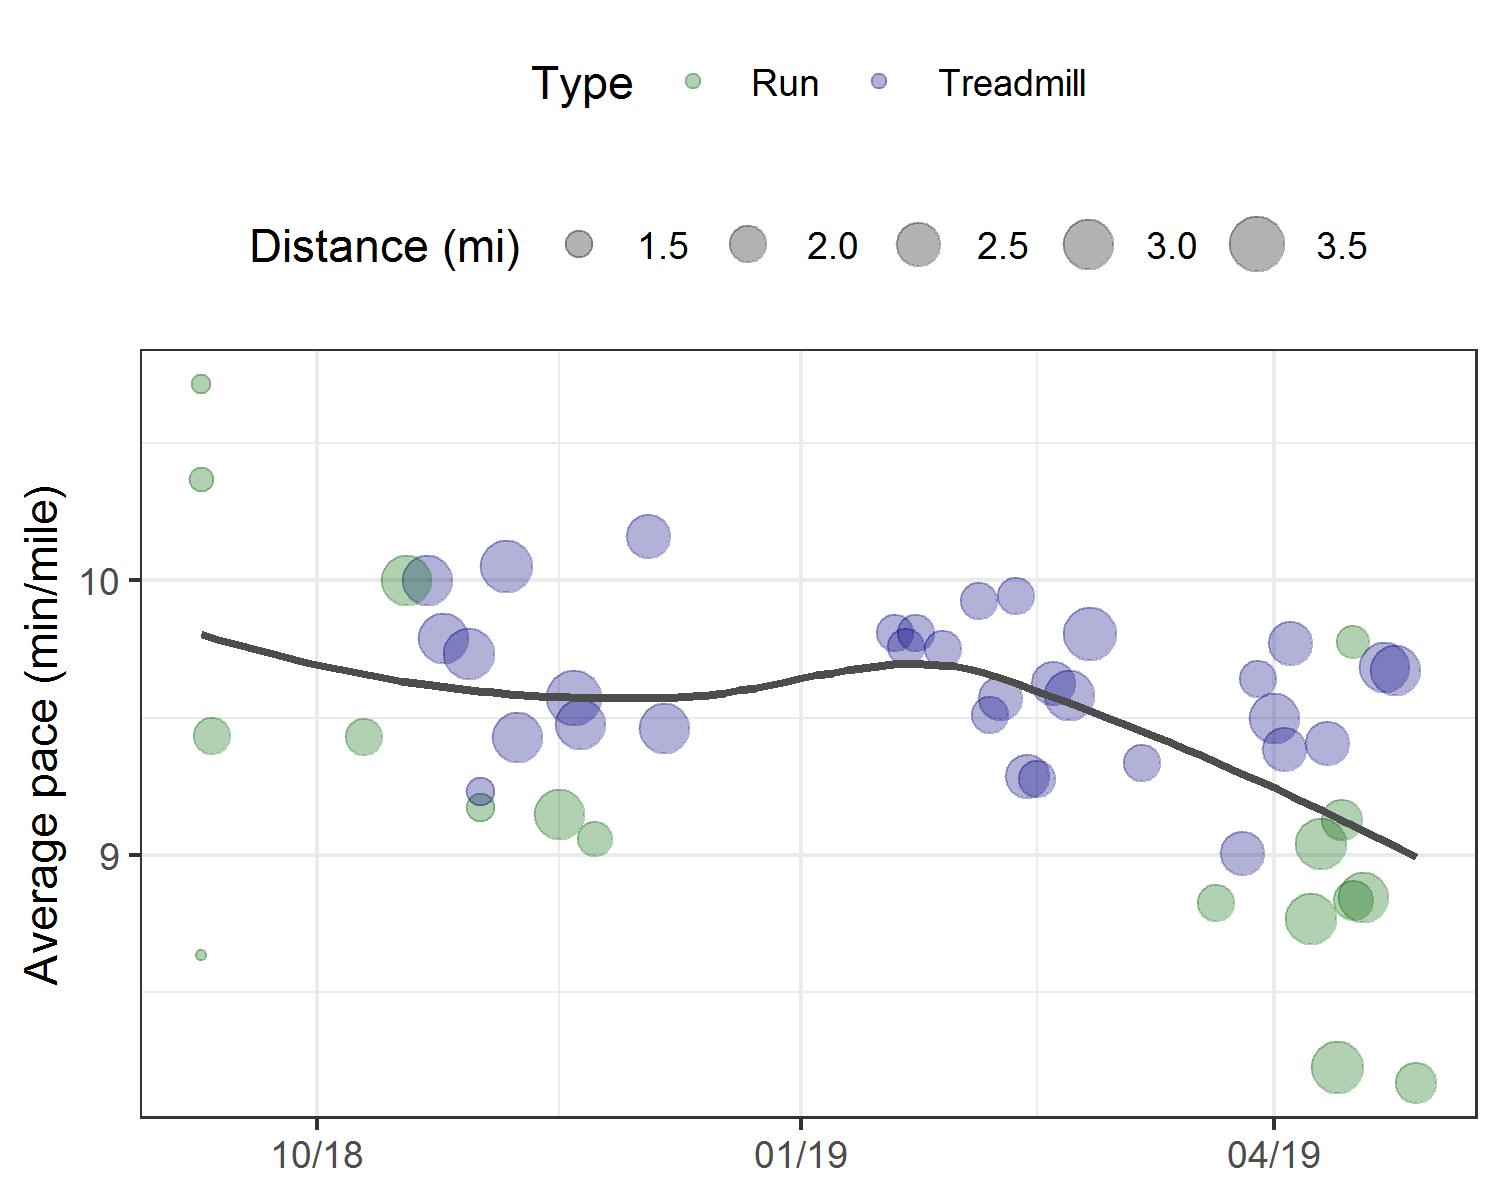 Type Run Treadmill
Distance (mi) 1.5 2.0 2.5 3.0 3.5
Average pace (min/mile)
10
9
10/18 01/19 04/19